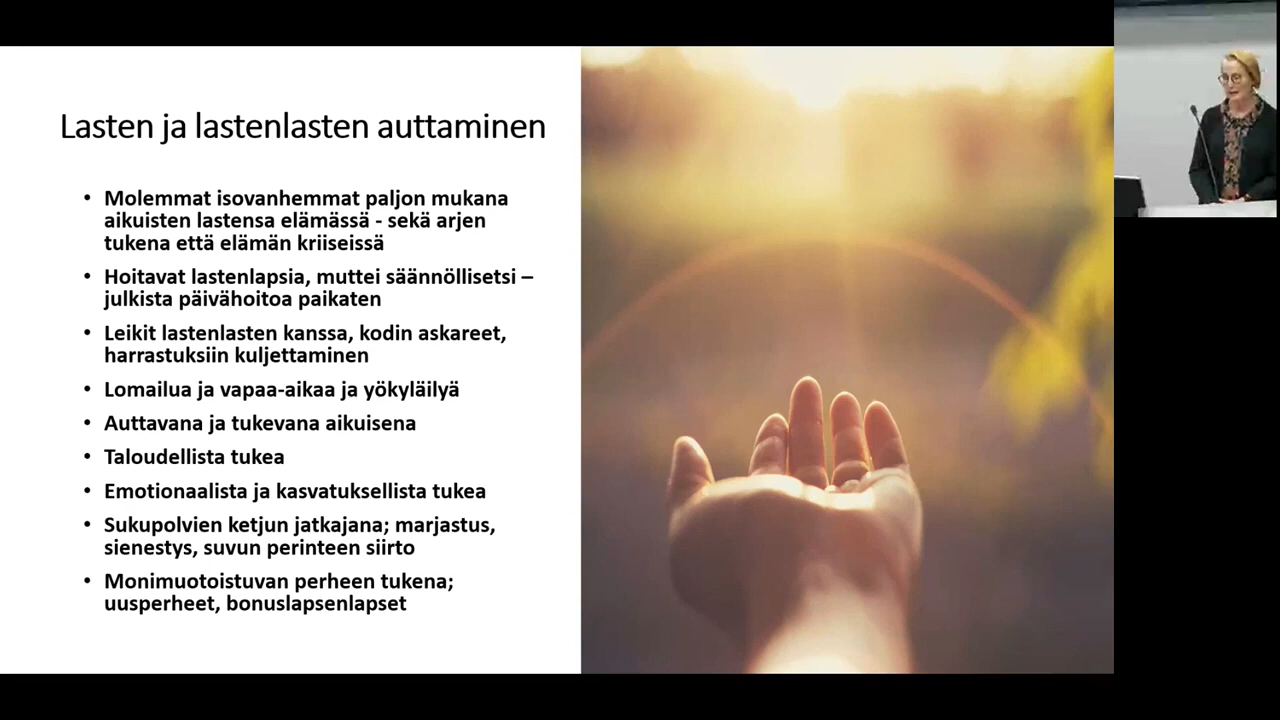 Lasten ja lastenlasten auttaminen
• Molemmat isovanhemmat paljon mukana
aikuisten lastensa elämässä - sekä arjen
tukena että elämän kriiseissä
• Hoitavat lastenlapsia, muttei säännöllisetsi –
julkista päivähoitoa paikaten
• Leikit lastenlasten kanssa, kodin askareet,
harrastuksiin kuljettaminen
• Lomailua ja vapaa-aikaa ja yökyläilyä
• Auttavana ja tukevana aikuisena
• Taloudellista tukea
• Emotionaalista ja kasvatuksellista tukea
• Sukupolvien ketjun jatkajana; marjastus,
sienestys, suvun perinteen siirto
• Monimuotoistuvan perheen tukena;
uusperheet, bonuslapsenlapset